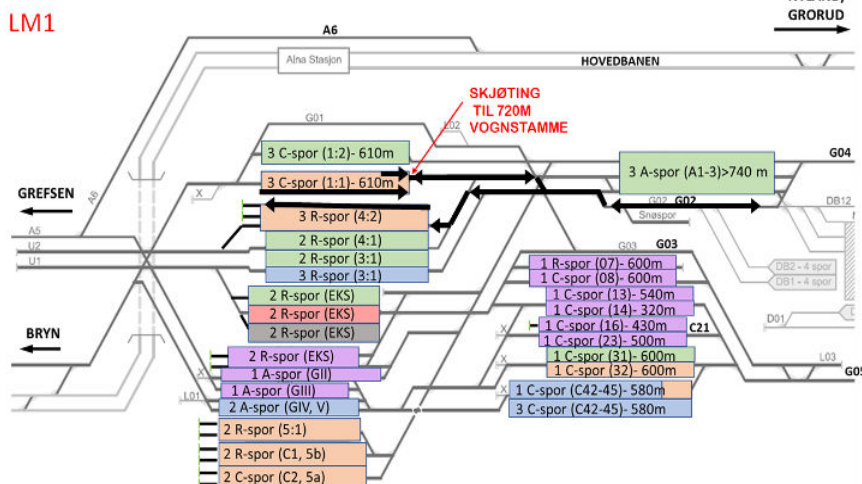 LM1
GRORUD
A6
Alna Stasjon
HOVEDBANEN
SKJØTING
TIL 720M
VOGNSTAMME
G01
L02
3 C-spor (1:2)- 610m
3 C-spor (1:1)- 610m
X
3 A-spor (A1-3)>740 m
G04
A6
GREFSEN
G02
G02
DB12
Snøspor
3 R-spor (4:2)
A5
U2
U1
2 R-spor (4:1)
2 R-spor (3:1)
3 R-spor (3:1)
G03
G03
1 R-spor (07)- 600m
1 C-spor (08)- 600m
DB2 - 4 spor
DB1 - 4 spor
2 R-spor (EKS)
2 R-spor (EKS)
2 R-spor (EKS)
1 C-spor (13)- 540m
1 C-spor (14)- 320m
1 C-spor (16)- 430m
C21
D01
X
1 C-spor (23)- 500m
BRYN
2 R-spor (EKS)
1 C-spor (31)- 600m
X
1 A-spor (GII)
X
1 C-spor (32)- 600m
L03
G05
1 A-spor (GIII)
L01
2 A-spor (GIV, V)
X
1 C-spor (C42-45)- 580m
3 C-spor (C42-45)- 580m
2 R-spor (5:1)
2 R-spor (C1, 5b)
2 C-spor (C2, 5a)